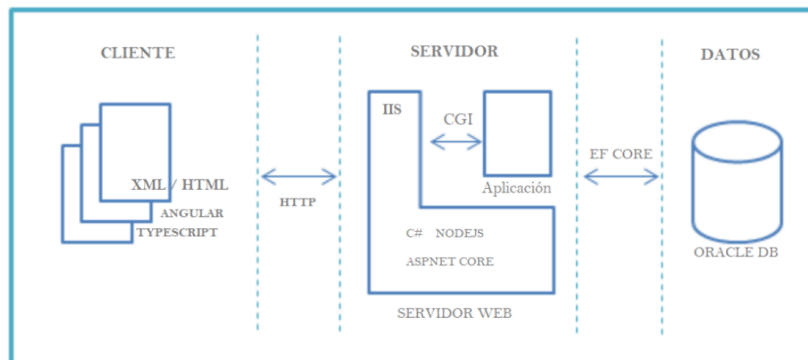 CLIENTE
XML / HTML
ANGULAR
TYPESCRIPT
HTTP
SERVIDOR
IIS
CGI
Aplicación
C# NODEJS
ASPNET CORE
SERVIDOR WEB
EF CORE
DATOS
ORACLE DB